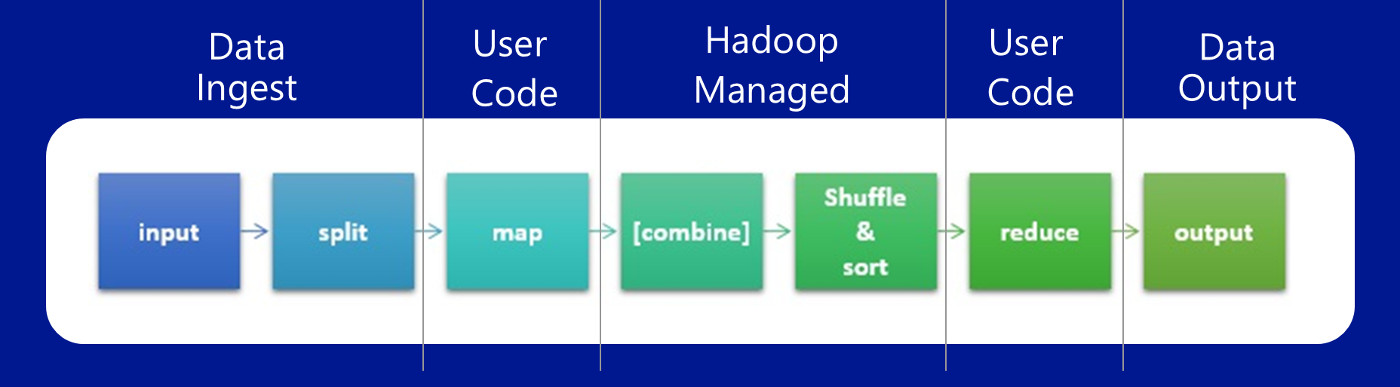 Data
Ingest
User
Code
Hadoop
Managed
User
Code
Data
Output
input
split
map
[combine]
Shuffle
&
sort
reduce
output